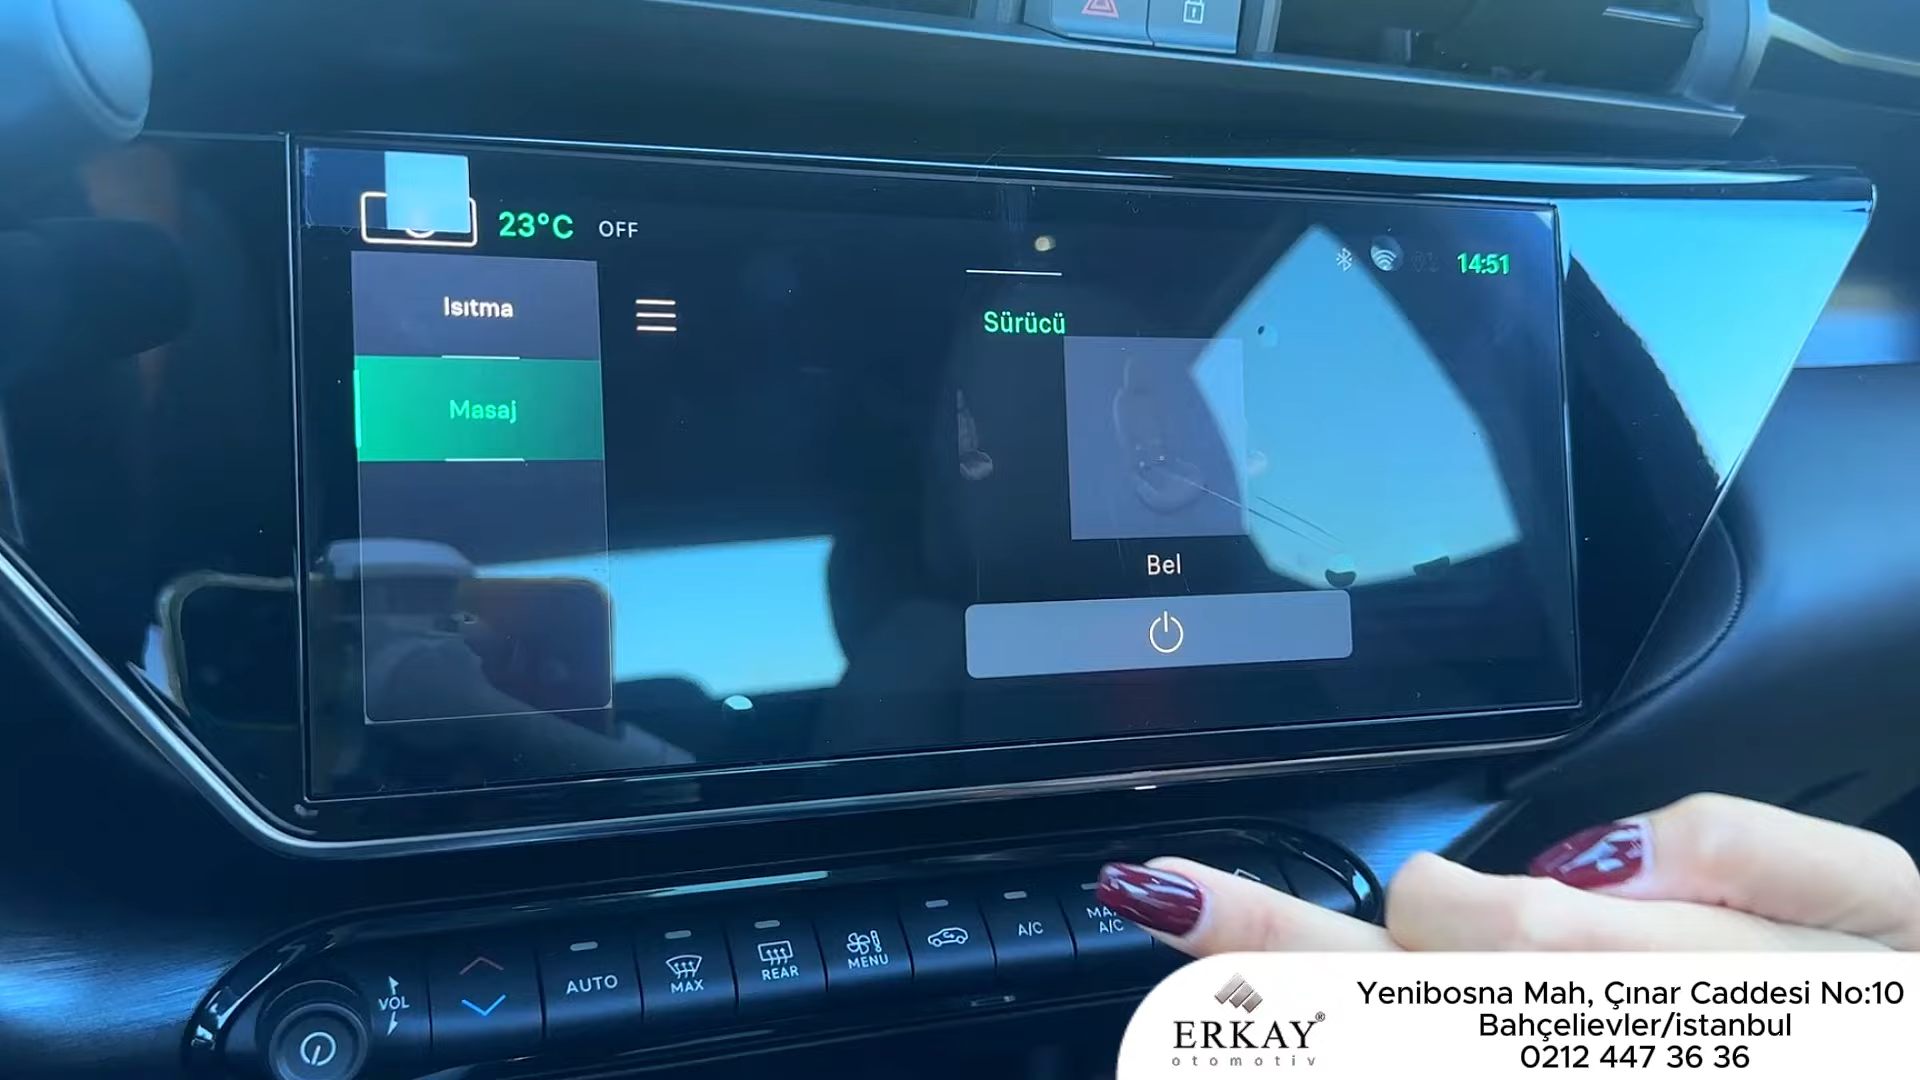 23°C OFF
14:51
Isıtma
Sürücü
Masaj
Bel
VOL
AUTO
MAX
REAR
MENU
A/C
A/C
ERKAY®
otomotiv
Yenibosna Mah, Çınar Caddesi No:10
Bahçelievler/istanbul
0212 447 36 36